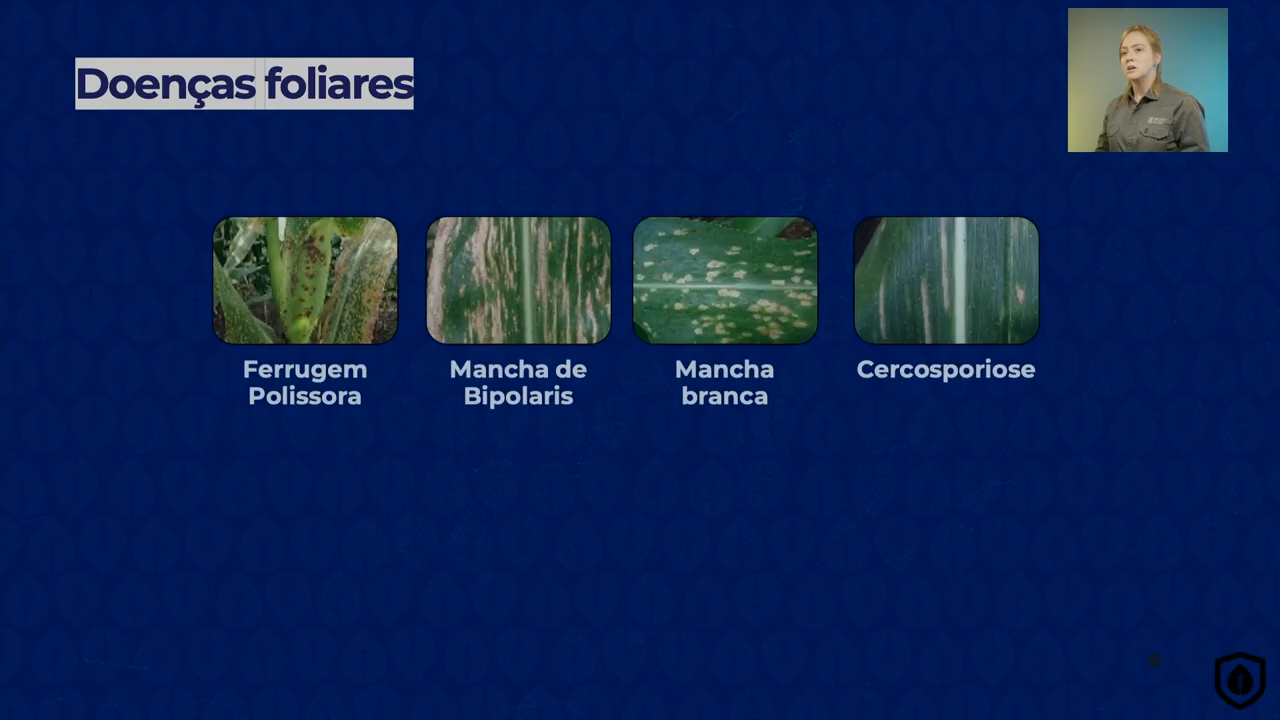 Doenças foliares
Ferrugem
Polissora
Mancha de
Bipolaris
Mancha
branca
Cercosporiose